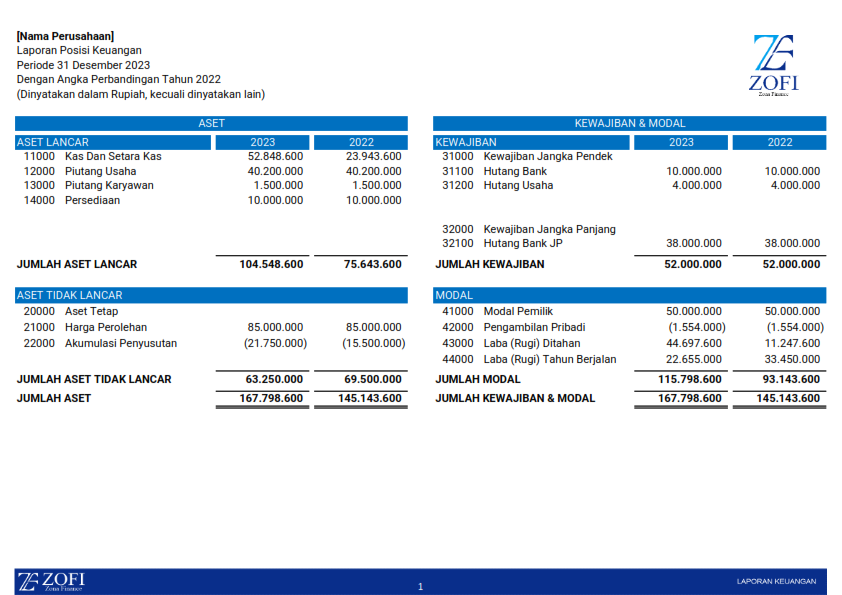 [Nama Perusahaan]
Laporan Posisi Keuangan
Periode 31 Desember 2023
Dengan Angka Perbandingan Tahun 2022
(Dinyatakan dalam Rupiah, kecuali dinyatakan lain)
ZE
ZOFI
Zona Finance
ASET
ASET LANCAR 2023 2022
11000 Kas Dan Setara Kas 52.848.600 23.943.600
12000 Piutang Usaha 40.200.000 40.200.000
13000 Piutang Karyawan 1.500.000 1.500.000
14000 Persediaan 10.000.000 10.000.000
JUMLAH ASET LANCAR 104.548.600 75.643.600
ASET TIDAK LANCAR
20000 Aset Tetap
21000 Harga Perolehan 85.000.000 85.000.000
22000 Akumulasi Penyusutan (21.750.000) (15.500.000)
JUMLAH ASET TIDAK LANCAR 63.250.000 69.500.000
JUMLAH ASET 167.798.600 145.143.600
KEWAJIBAN & MODAL
KEWAJIBAN 2023 2022
31000 Kewajiban Jangka Pendek
31100 Hutang Bank 10.000.000 10.000.000
31200 Hutang Usaha 4.000.000 4.000.000
32000 Kewajiban Jangka Panjang
32100 Hutang Bank JP 38.000.000 38.000.000
JUMLAH KEWAJIBAN 52.000.000 52.000.000
MODAL
41000 Modal Pemilik 50.000.000 50.000.000
42000 Pengambilan Pribadi (1.554.000) (1.554.000)
43000 Laba (Rugi) Ditahan 44.697.600 11.247.600
44000 Laba (Rugi) Tahun Berjalan 22.655.000 33.450.000
JUMLAH MODAL 115.798.600 93.143.600
JUMLAH KEWAJIBAN & MODAL 167.798.600 145.143.600
ZE ZOFI
Zona Finance
1
LAPORAN KEUANGAN